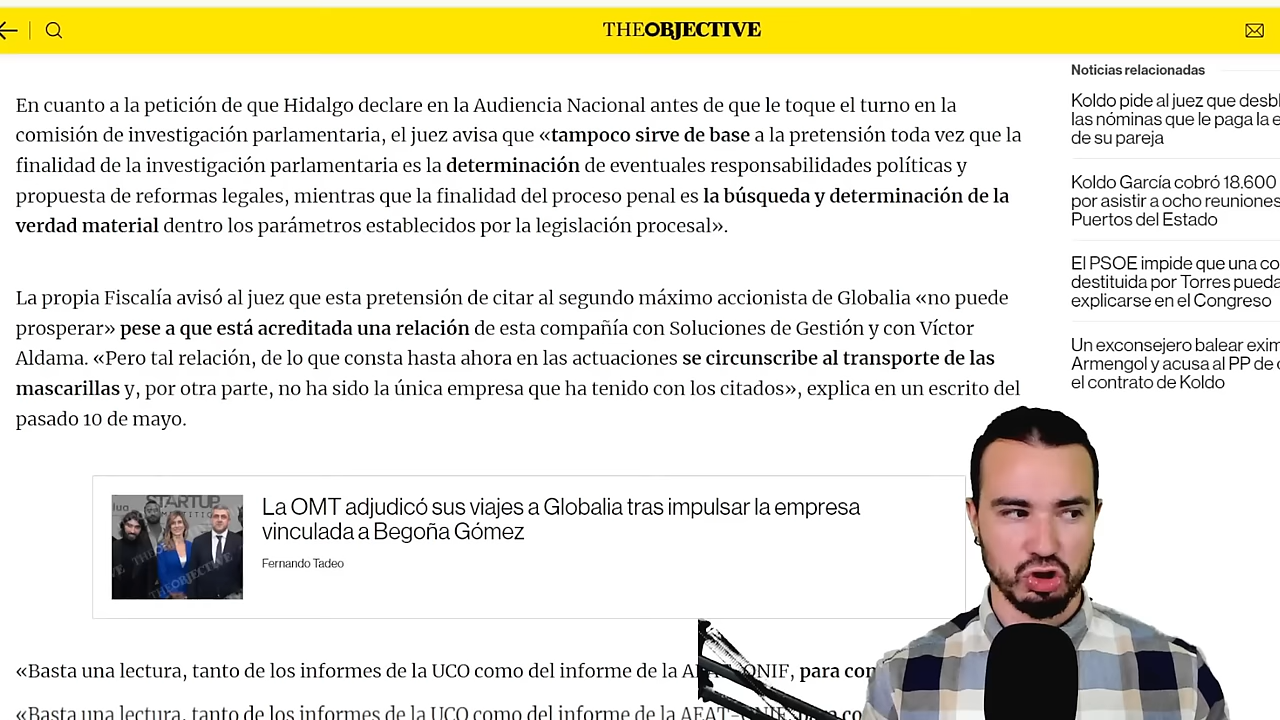 THEOBJECTIVE
En cuanto a la petición de que Hidalgo declare en la Audiencia Nacional antes de que le toque el turno en la
comisión de investigación parlamentaria, el juez avisa que «tampoco sirve de base a la pretensión toda vez que la
finalidad de la investigación parlamentaria es la determinación de eventuales responsabilidades políticas y
propuesta de reformas legales, mientras que la finalidad del proceso penal es la búsqueda y determinación de la
verdad material dentro los parámetros establecidos por la legislación procesal».
La propia Fiscalía avisó al juez que esta pretensión de citar al segundo máximo accionista de Globalia «no puede
prosperar» pese a que está acreditada una relación de esta compañía con Soluciones de Gestión y con Víctor
Aldama. «Pero tal relación, de lo que consta hasta ahora en las actuaciones se circunscribe al transporte de las
mascarillas y, por otra parte, no ha sido la única empresa que ha tenido con los citados», explica en un escrito del
pasado 10 de mayo.
STARTUP
THEOBJECTIVE
La OMT adjudicó sus viajes a Globalia tras impulsar la empresa
vinculada a Begoña Gómez
Fernando Tadeo
«Basta una lectura, tanto de los informes de la UCO como del informe de la
«Basta una lectura, tanto de los informes de la UCO como del informe de la
Noticias relacionadas
Koldo pide al juez que
las nóminas que le paga la
de su pareja
Koldo García cobró 18.600
por asistir a ocho reuniones
Puertos del Estado
El PSOE impide que una
destituida por Torres
explicarse en el Congreso
Un exconsejero balear
Armengol y acusa al PP de
el contrato de Koldo